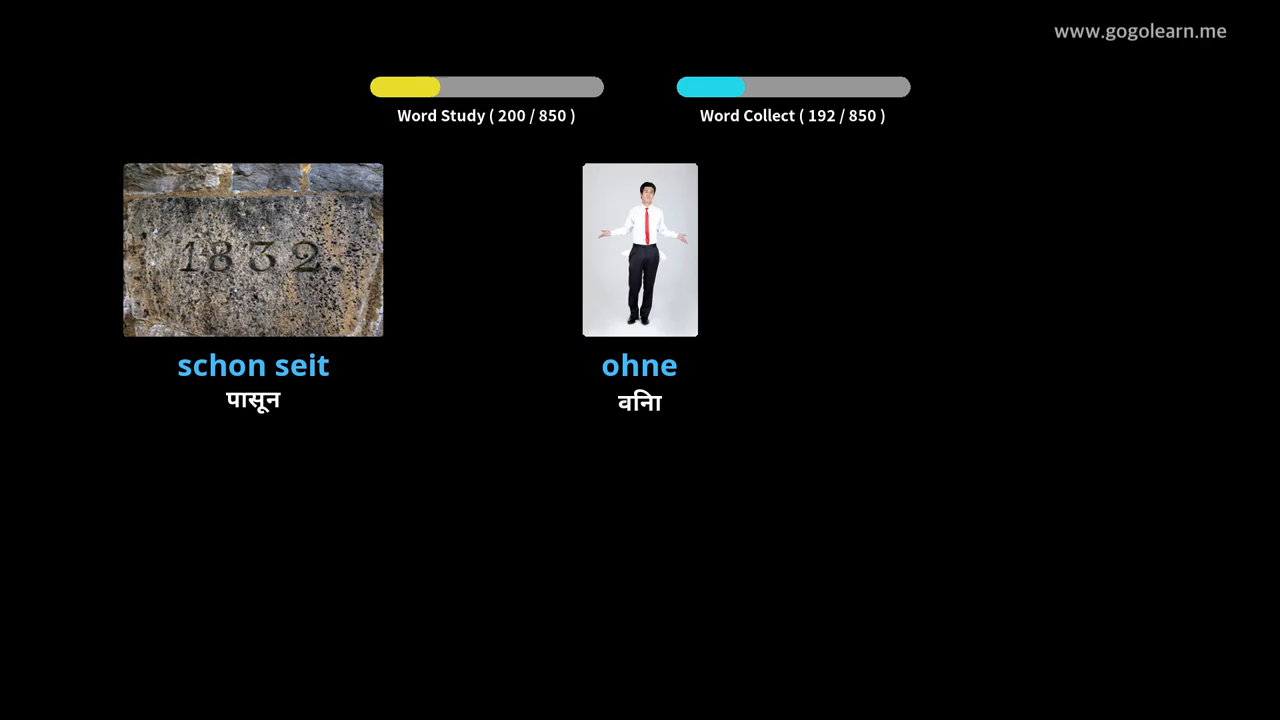 www.gogolearn.me
Word Study ( 200 / 850 )
Word Collect ( 192 / 850 )
1832.
schon seit
ohne
पासून
विना